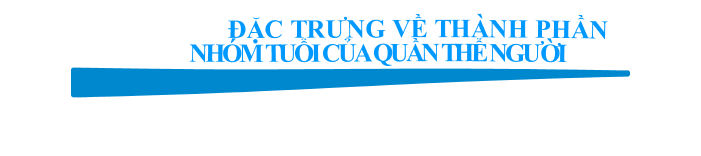 ĐẶC TRƯNG VỀ THÀNH PHẦN
NHÓM TUỔI CỦA QUẦN THỂ NGƯỜI